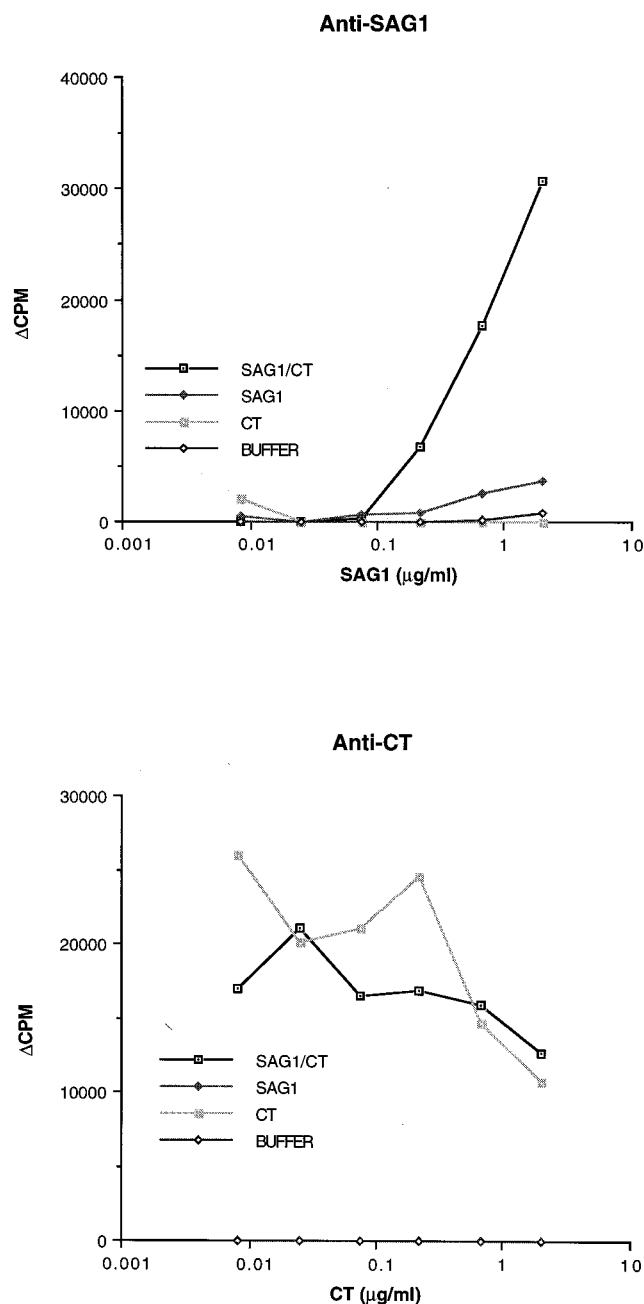 Anti-SAG1
40000
30000
20000
10000
0
ΔCPM
SAG1/CT
SAG1
CT
BUFFER
0.001
0.01
0.1
1
10
SAG1 (µg/ml)
Anti-CT
30000
20000
10000
0
ΔCPM
SAG1/CT
SAG1
CT
BUFFER
0.001
0.01
0.1
1
10
CT (µg/ml)